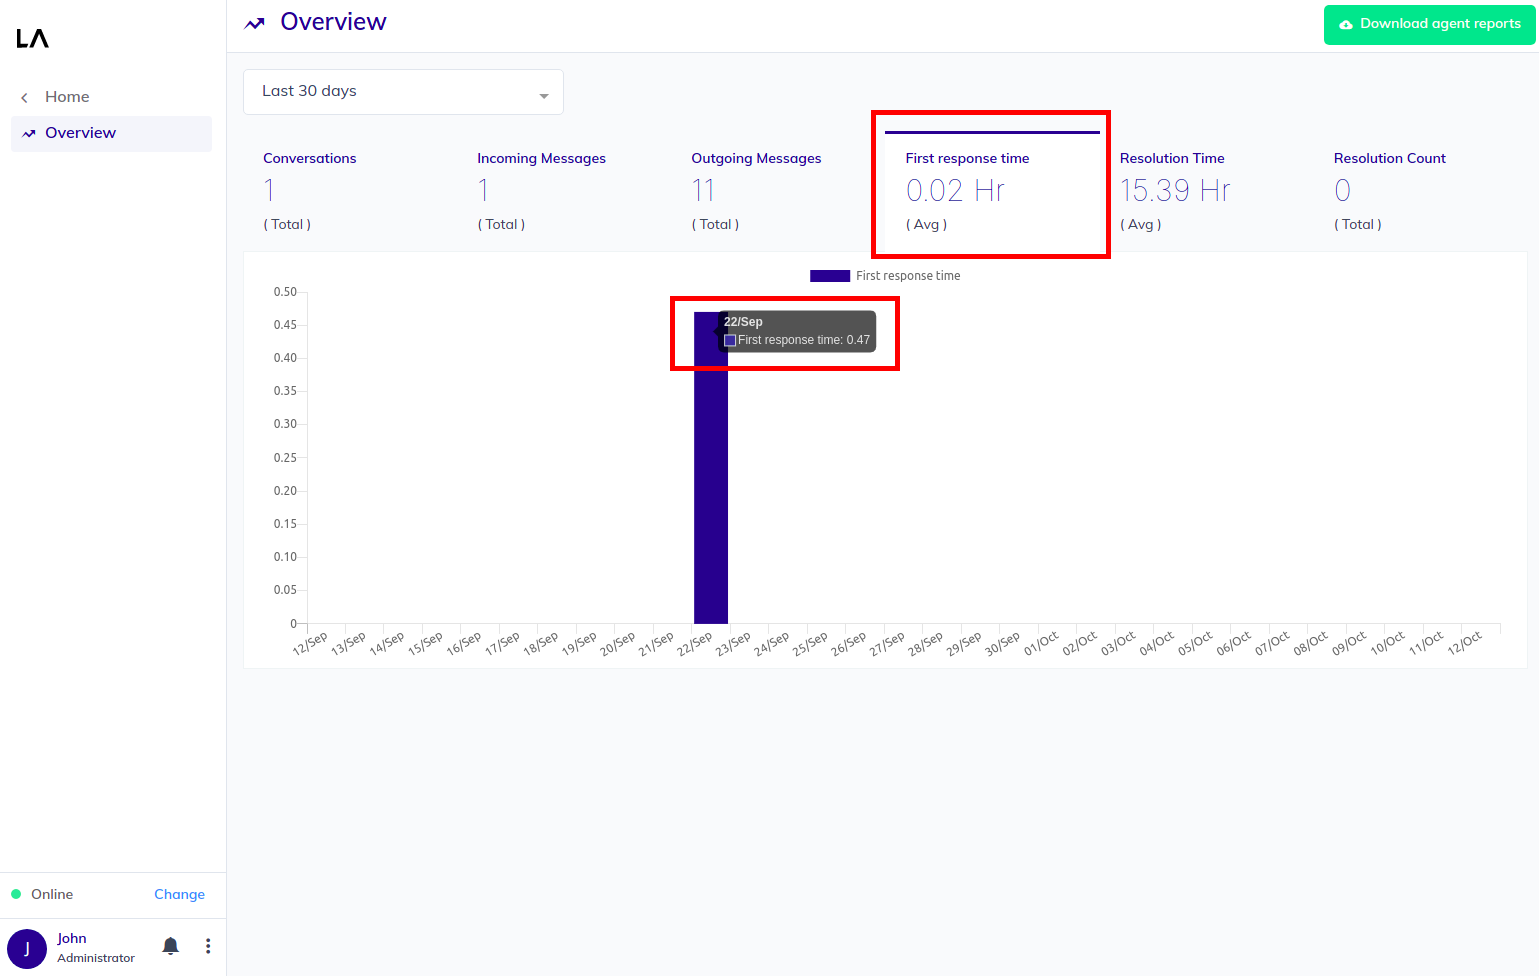 LA
Overview
Download agent reports
Home
Overview
Last 30 days
Conversations
1
( Total )
Incoming Messages
1
( Total )
Outgoing Messages
11
( Total )
First response time
0.02 Hr
( Avg )
Resolution Time
15.39 Hr
( Avg )
Resolution Count
0
( Total )
First response time
0.50
0.45
0.40
0.35
0.30
0.25
0.20
0.15
0.10
0.05
0
22/Sep
First response time: 0.47
12/Sep 13/Sep 14/Sep 15/Sep 16/Sep 17/Sep 18/Sep 19/Sep 20/Sep 21/Sep 22/Sep 23/Sep 24/Sep 25/Sep 26/Sep 27/Sep 28/Sep 29/Sep 30/Sep 01/Oct 02/Oct 03/Oct 04/Oct 05/Oct 06/Oct 07/Oct 08/Oct 09/Oct 10/Oct 11/Oct 12/Oct
Online
Change
J
John
Administrator